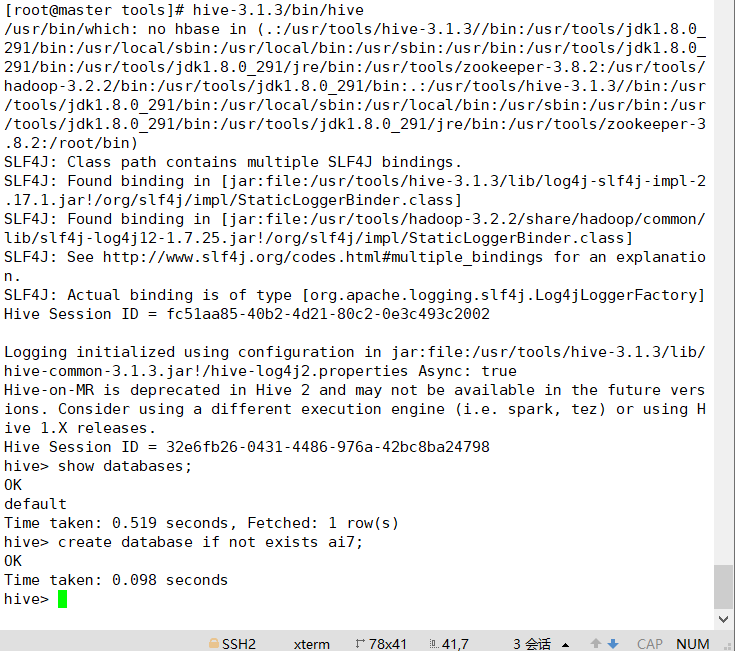 [root@master tools]# hive-3.1.3/bin/hive
/usr/bin/which: no hbase in (.:/usr/tools/hive-3.1.3//bin:/usr/tools/jdk1.8.0_
291/bin:/usr/local/sbin:/usr/local/bin:/usr/sbin:/usr/bin:/usr/tools/jdk1.8.0_
291/bin:/usr/tools/jdk1.8.0_291/jre/bin:/usr/tools/zookeeper-3.8.2:/usr/tools/
hadoop-3.2.2/bin:/usr/tools/jdk1.8.0_291/bin:.:/usr/tools/hive-3.1.3//bin:/usr
/tools/jdk1.8.0_291/bin:/usr/local/sbin:/usr/local/bin:/usr/sbin:/usr/bin:/usr
/tools/jdk1.8.0_291/bin:/usr/tools/jdk1.8.0_291/jre/bin:/usr/tools/zookeeper-3
.8.2:/root/bin)
SLF4J: Class path contains multiple SLF4J bindings.
SLF4J: Found binding in [jar:file:/usr/tools/hive-3.1.3/lib/log4j-slf4j-impl-2
.17.1.jar!/org/slf4j/impl/StaticLoggerBinder.class]
SLF4J: Found binding in [jar:file:/usr/tools/hadoop-3.2.2/share/hadoop/common/
lib/slf4j-log4j12-1.7.25.jar!/org/slf4j/impl/StaticLoggerBinder.class]
SLF4J: See http://www.slf4j.org/codes.html#multiple_bindings for an explanatio
n.
SLF4J: Actual binding is of type [org.apache.logging.slf4j.Log4jLoggerFactory]
Hive Session ID = fc51aa85-40b2-4d21-80c2-0e3c493c2002
Logging initialized using configuration in jar:file:/usr/tools/hive-3.1.3/lib/
hive-common-3.1.3.jar!/hive-log4j2.properties Async: true
Hive-on-MR is deprecated in Hive 2 and may not be available in the future vers
ions. Consider using a different execution engine (i.e. spark, tez) or using H
ive 1.X releases.
Hive Session ID = 32e6fb26-0431-4486-976a-42bc8ba24798
hive> show databases;
OK
default
Time taken: 0.519 seconds, Fetched: 1 row(s)
hive> create database if not exists ai7;
OK
Time taken: 0.098 seconds
hive>
SSH2 xterm 78x41 41,7 3 会话 CAP NUM